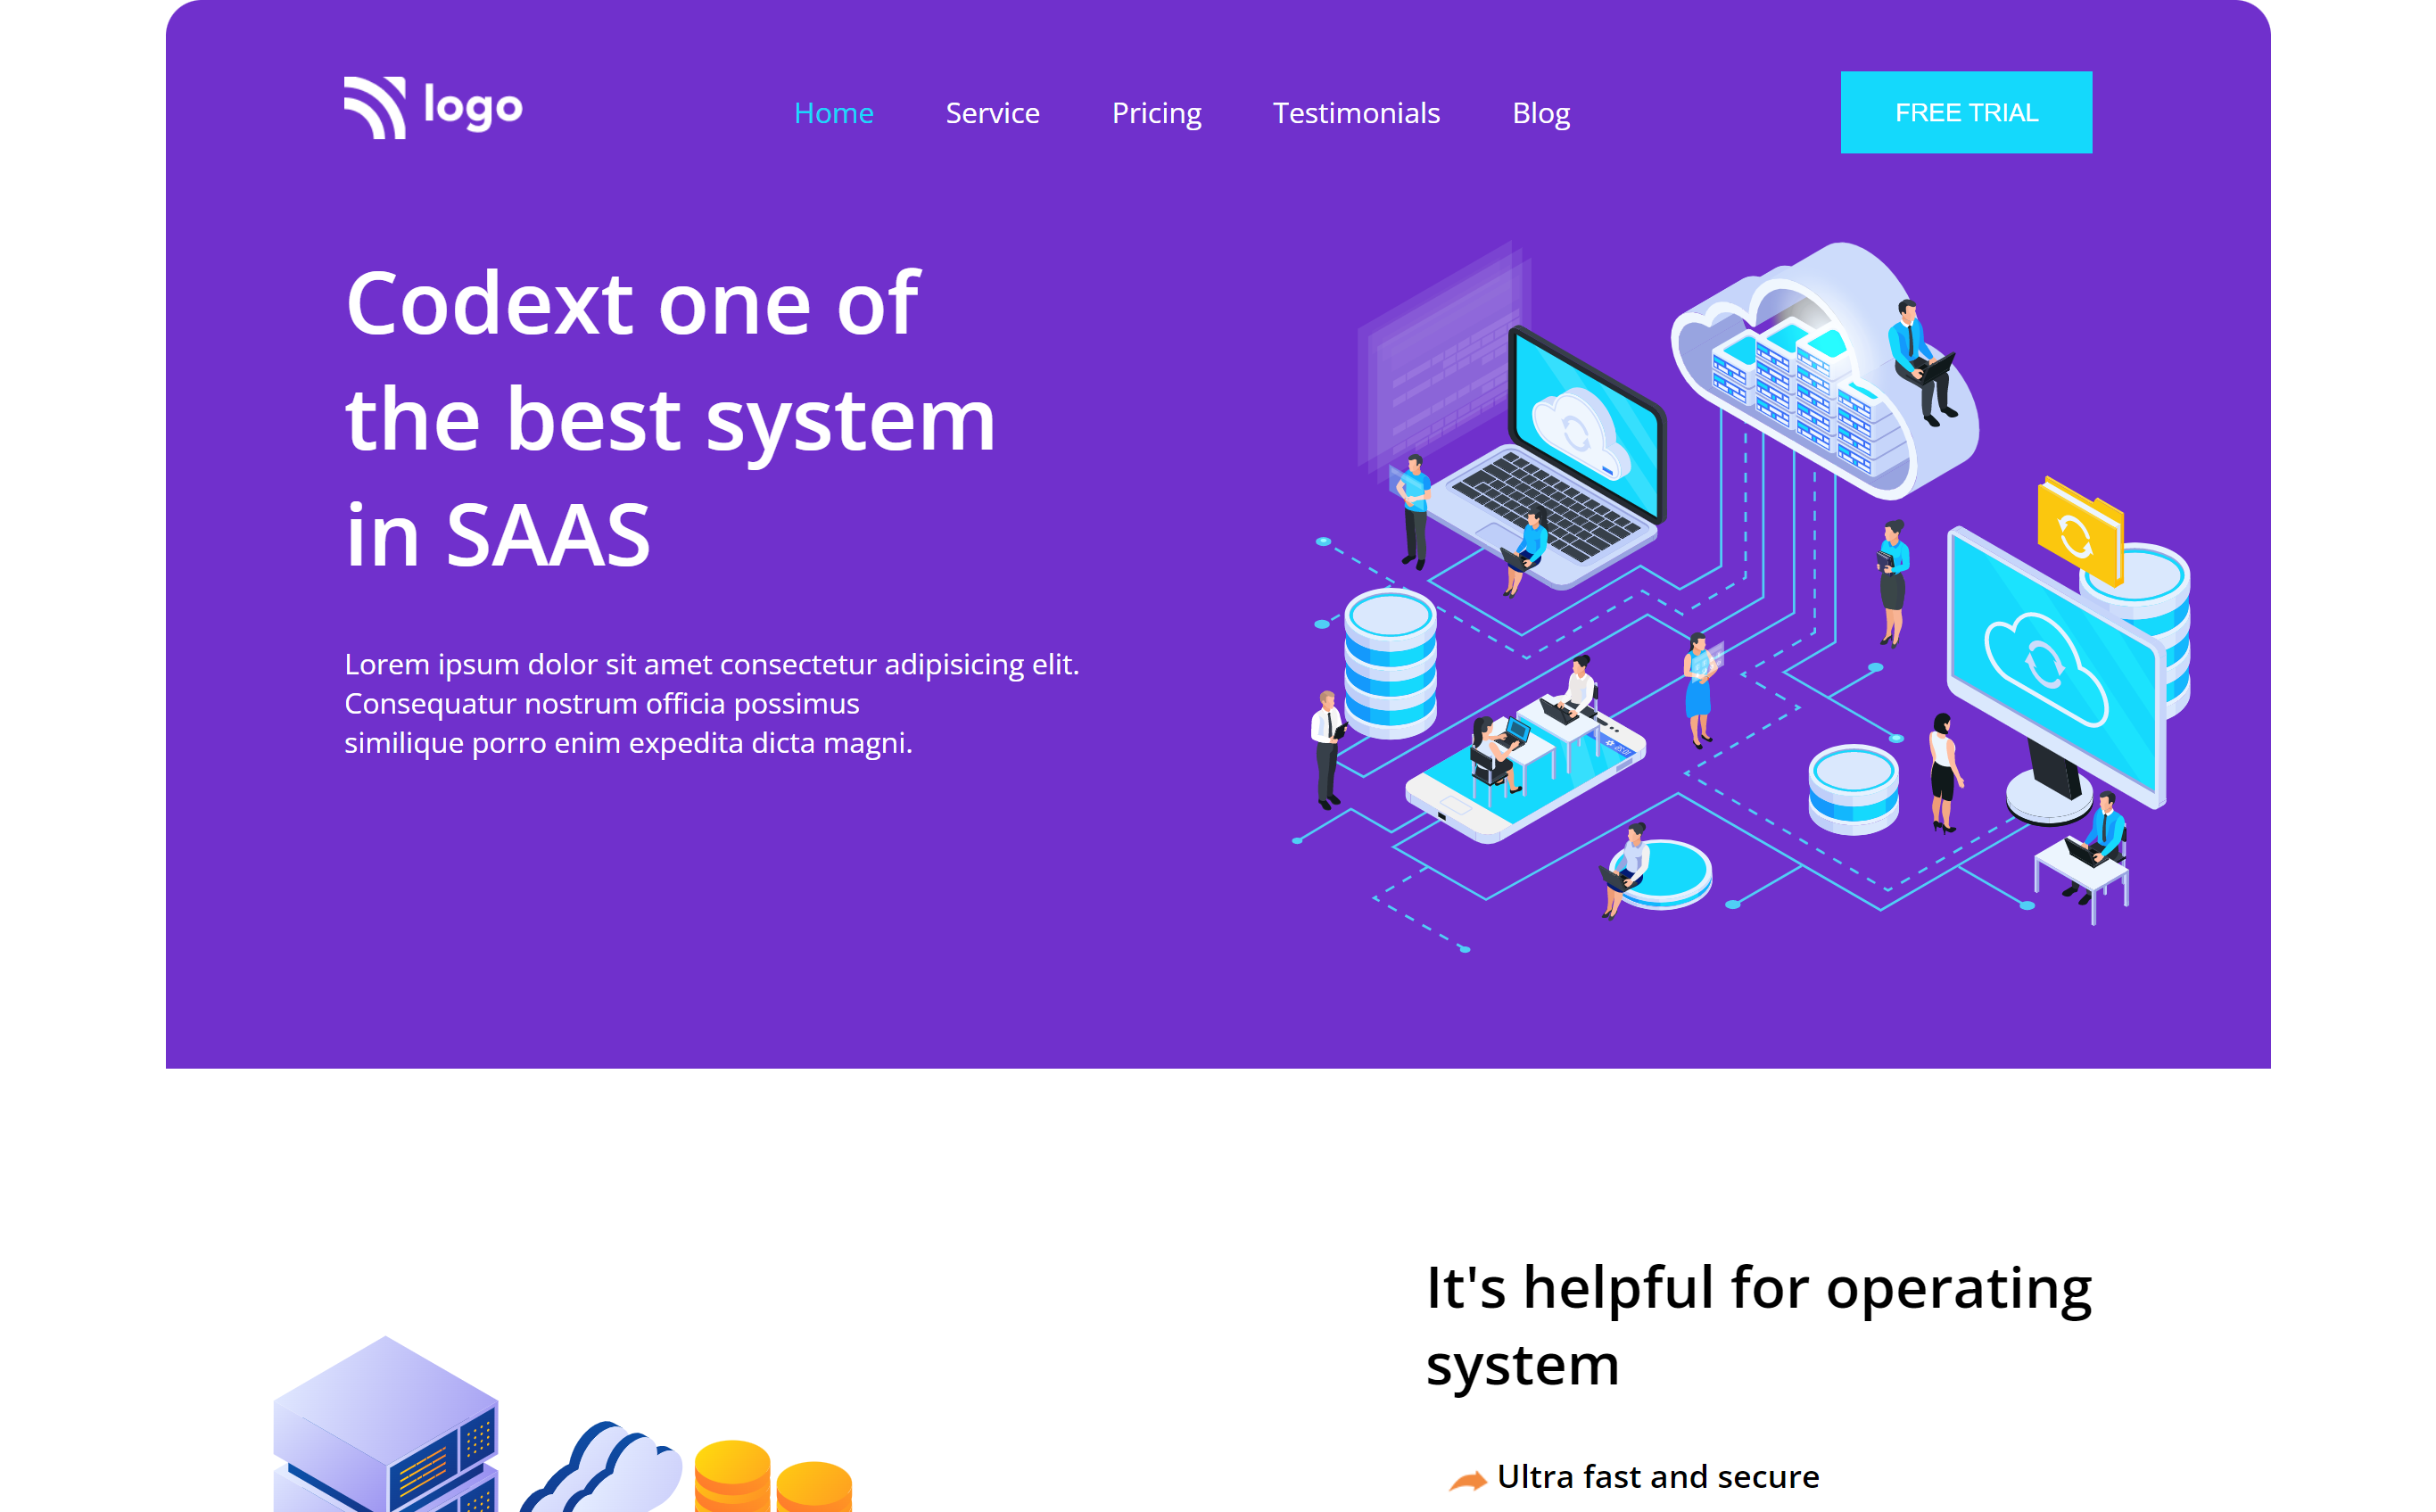 logo
Home Service Pricing Testimonials Blog
FREE TRIAL
Codext one of
the best system
in SAAS
Lorem ipsum dolor sit amet consectetur adipisicing elit.
Consequatur nostrum officia possimus
similique porro enim expedita dicta magni.
It's helpful for operating
system
Ultra fast and secure